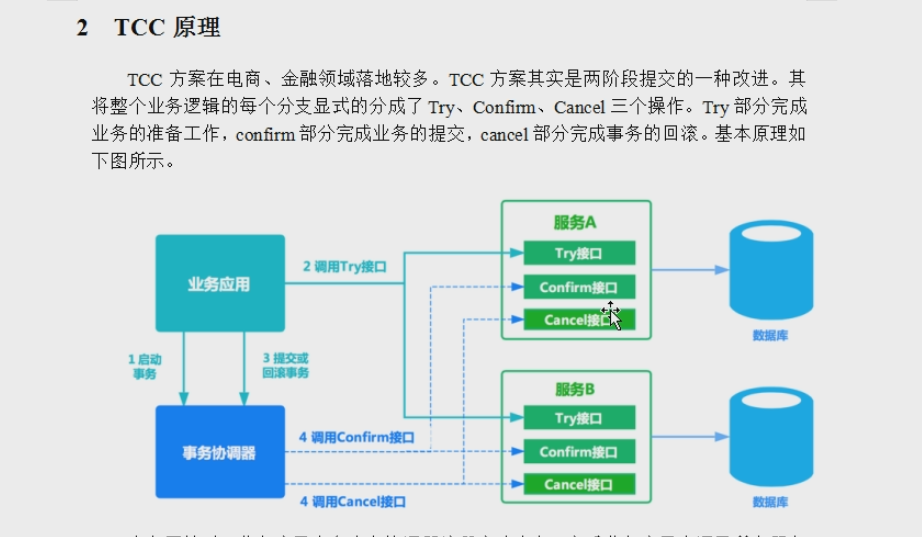 2 TCC 原理
TCC 方案在电商、金融领域落地较多。TCC 方案其实是两阶段提交的一种改进。其
将整个业务逻辑的每个分支显式的分成了 Try、Confirm、Cancel 三个操作。Try 部分完成
业务的准备工作，confirm 部分完成业务的提交，cancel 部分完成事务的回滚。基本原理如
下图所示。
服务A
业务应用
2 调用Try接口
Try接口
Confirm接口
Cancel接口
数据库
1 启动
事务
3 提交或
回滚事务
服务B
Try接口
事务协调器
4 调用Confirm接口
Confirm接口
Cancel接口
4 调用Cancel接口
数据库